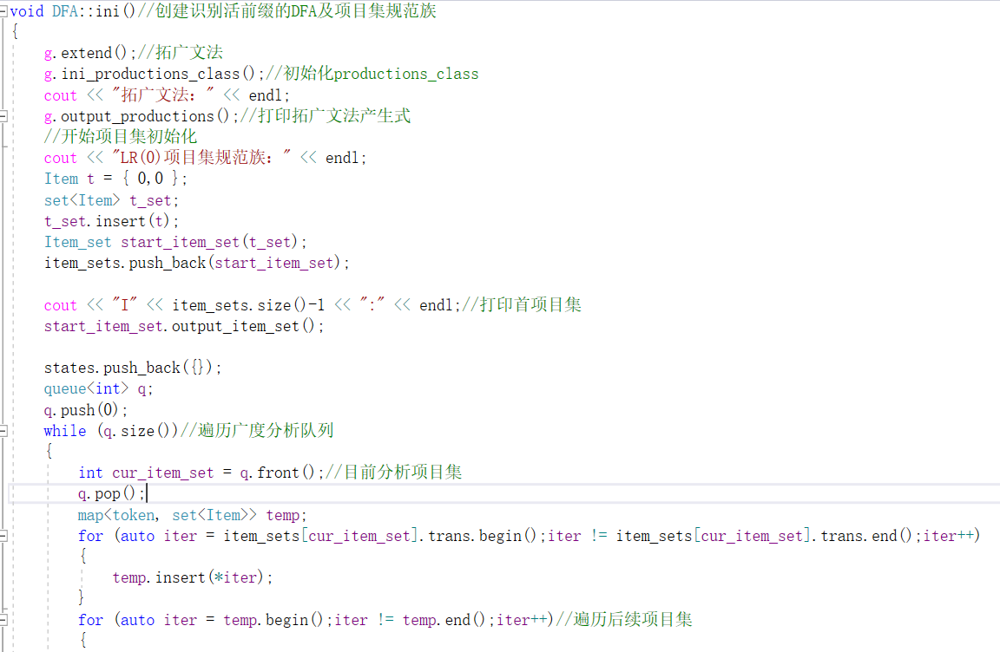 void DFA::ini()//创建识别活前缀的DFA及项目集规范族
{
g.extend();//拓广文法
g.ini_productions_class();//初始化productions_class
cout << "拓广文法：" << endl;
g.output_productions();//打印拓广文法产生式
//开始项目集初始化
cout << "LR(0)项目集规范族：" << endl;
Item t = { 0,0 };
set<Item> t_set;
t_set.insert(t);
Item_set start_item_set(t_set);
item_sets.push_back(start_item_set);
cout << "I" << item_sets.size()-1 << ":" << endl;//打印首项目集
start_item_set.output_item_set();
states.push_back({});
queue<int> q;
q.push(0);
while (q.size())//遍历广度分析队列
{
int cur_item_set = q.front();//目前分析项目集
q.pop();
map<token, set<Item>> temp;
for (auto iter = item_sets[cur_item_set].trans.begin();iter != item_sets[cur_item_set].trans.end();iter++)
{
temp.insert(*iter);
}
for (auto iter = temp.begin();iter != temp.end();iter++)//遍历后续项目集
{